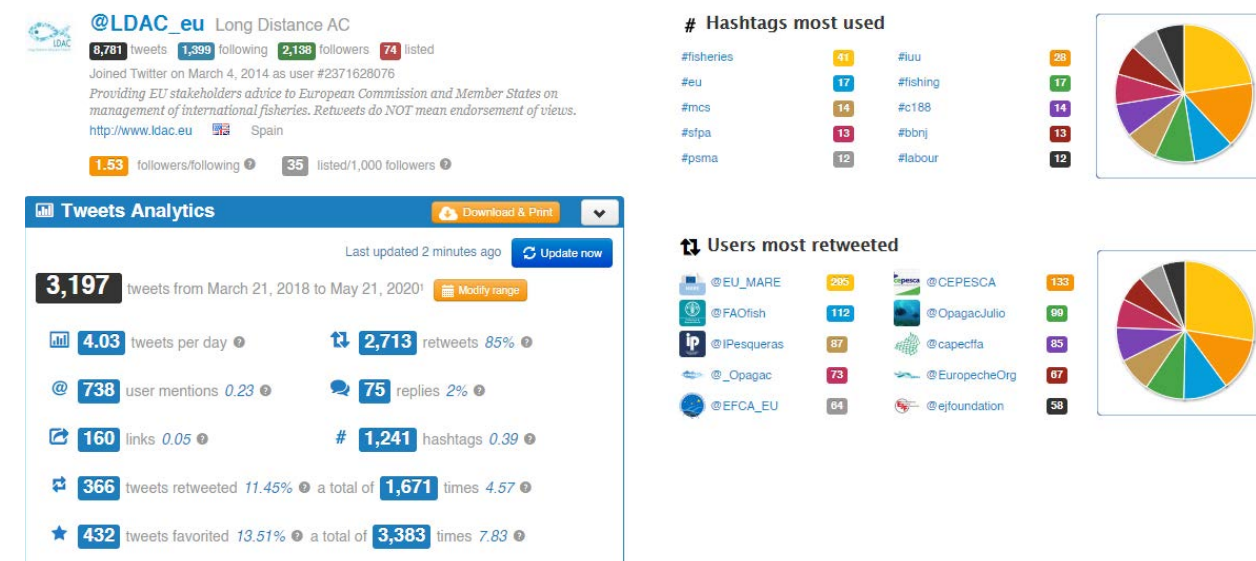 LDAC
@LDAC_eu Long Distance AC
8,781 tweets 1,399 following 2,138 followers 74 listed
Joined Twitter on March 4, 2014 as user #2371628076
Providing EU stakeholders advice to European Commission and Member States on
management of international fisheries. Retweets do NOT mean endorsement of views.
http://www.ldac.eu Spain
1.53 followers/following ? 35 listed/1,000 followers ?
Tweets Analytics Download & Print
Last updated 2 minutes ago Update now
3,197 tweets from March 21, 2018 to May 21, 2020¹ Modify range
4.03 tweets per day ? 2,713 retweets 85% ?
@ 738 user mentions 0.23 ? 75 replies 2% ?
160 links 0.05 ? # 1,241 hashtags 0.39 ?
366 tweets retweeted 11.45% ? a total of 1,671 times 4.57 ?
432 tweets favorited 13.51% ? a total of 3,383 times 7.83 ?
# Hashtags most used
#fisheries 41 #iuu 28
#eu 17 #fishing 17
#mcs 14 #c188 14
#sfpa 13 #bbnj 13
#psma 12 #labour 12
Users most retweeted
@EU_MARE 295 cepesca @CEPESCA 133
@FAOfish 112 @OpagacJulio 99
ip @IPesqueras 87 @capecffa 85
@_Opagac 73 @EuropecheOrg 67
@EFCA_EU 64 @ejfoundation 58